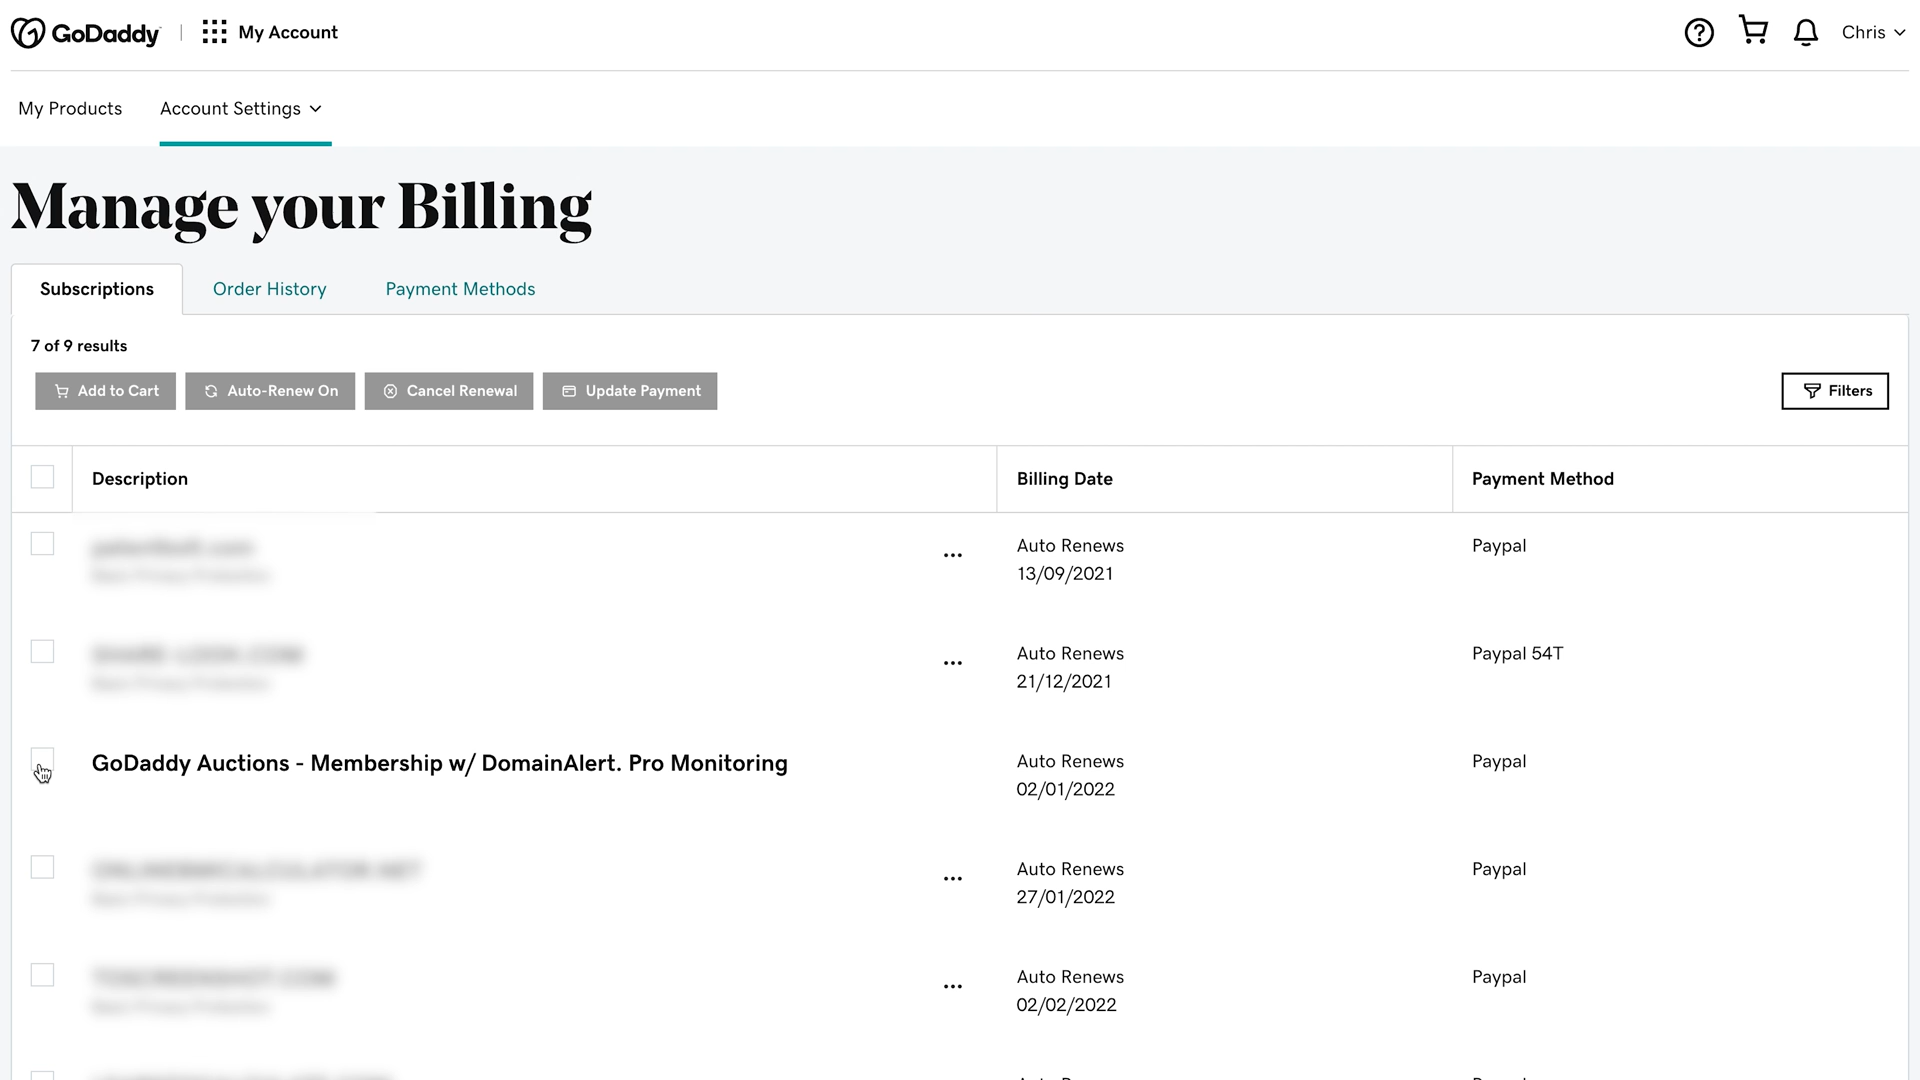 GoDaddy
My Account
Chris
My Products
Account Settings
Manage your Billing
Subscriptions
Order History
Payment Methods
7 of 9 results
Add to Cart
Auto-Renew On
Cancel Renewal
Update Payment
Filters
Description
Billing Date
Payment Method
Auto Renews
13/09/2021
Paypal
Auto Renews
21/12/2021
Paypal 54T
GoDaddy Auctions - Membership w/ DomainAlert. Pro Monitoring
Auto Renews
02/01/2022
Paypal
Auto Renews
27/01/2022
Paypal
Auto Renews
02/02/2022
Paypal